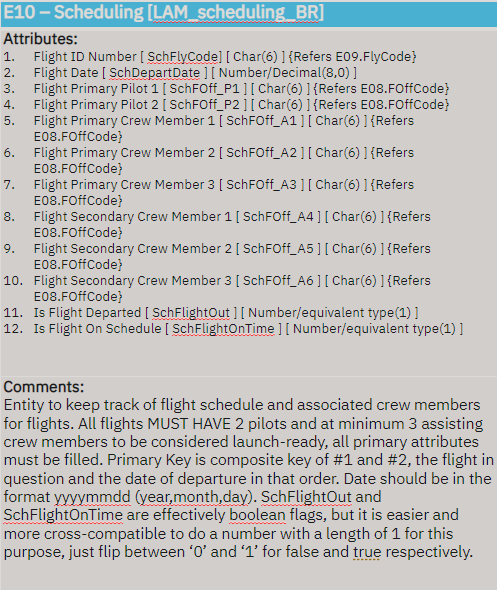 E10 – Scheduling [LAM_scheduling_BR]
Attributes:
1. Flight ID Number [ SchFlyCode] [ Char(6) ] {Refers E09.FlyCode}
2. Flight Date [ SchDepartDate ] [ Number/Decimal(8,0) ]
3. Flight Primary Pilot 1 [ SchFOff_P1 ] [ Char(6) ] {Refers E08.FOffCode}
4. Flight Primary Pilot 2 [ SchFOff_P2 ] [ Char(6) ] {Refers E08.FOffCode}
5. Flight Primary Crew Member 1 [ SchFOff_A1 ] [ Char(6) ] {Refers
E08.FOffCode}
6. Flight Primary Crew Member 2 [ SchFOff_A2 ] [ Char(6) ] {Refers
E08.FOffCode}
7. Flight Primary Crew Member 3 [ SchFOff_A3 ] [ Char(6) ] {Refers
E08.FOffCode}
8. Flight Secondary Crew Member 1 [ SchFOff_A4 ] [ Char(6) ] {Refers
E08.FOffCode}
9. Flight Secondary Crew Member 2 [ SchFOff_A5 ] [ Char(6) ] {Refers
E08.FOffCode}
10. Flight Secondary Crew Member 3 [ SchFOff_A6 ] [ Char(6) ] {Refers
E08.FOffCode}
11. Is Flight Departed [ SchFlightOut ] [ Number/equivalent type(1) ]
12. Is Flight On Schedule [ SchFlightOnTime ] [ Number/equivalent type(1) ]
Comments:
Entity to keep track of flight schedule and associated crew members
for flights. All flights MUST HAVE 2 pilots and at minimum 3 assisting
crew members to be considered launch-ready, all primary attributes
must be filled. Primary Key is composite key of #1 and #2, the flight in
question and the date of departure in that order. Date should be in the
format yyyymmdd (year,month,day). SchFlightOut and
SchFlightOnTime are effectively boolean flags, but it is easier and
more cross-compatible to do a number with a length of 1 for this
purpose, just flip between ‘0’ and ‘1’ for false and true respectively.